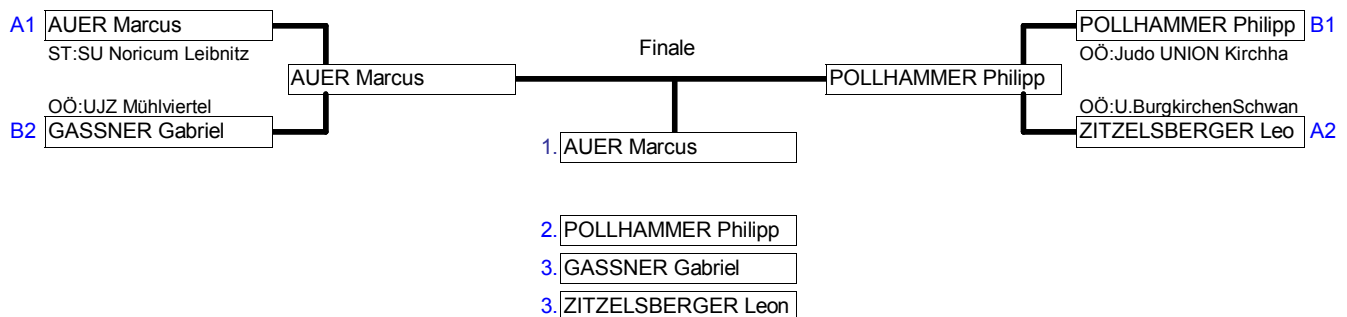 A1 AUER Marcus
ST:SU Noricum Leibnitz
AUER Marcus
OÖ:UJZ Mühlviertel
B2 GASSNER Gabriel
Finale
POLLHAMMER Philipp B1
OÖ:Judo UNION Kirchha
POLLHAMMER Philipp
OÖ:U.BurgkirchenSchwan
ZITZELSBERGER Leo A2
1. AUER Marcus
2. POLLHAMMER Philipp
3. GASSNER Gabriel
3. ZITZELSBERGER Leon